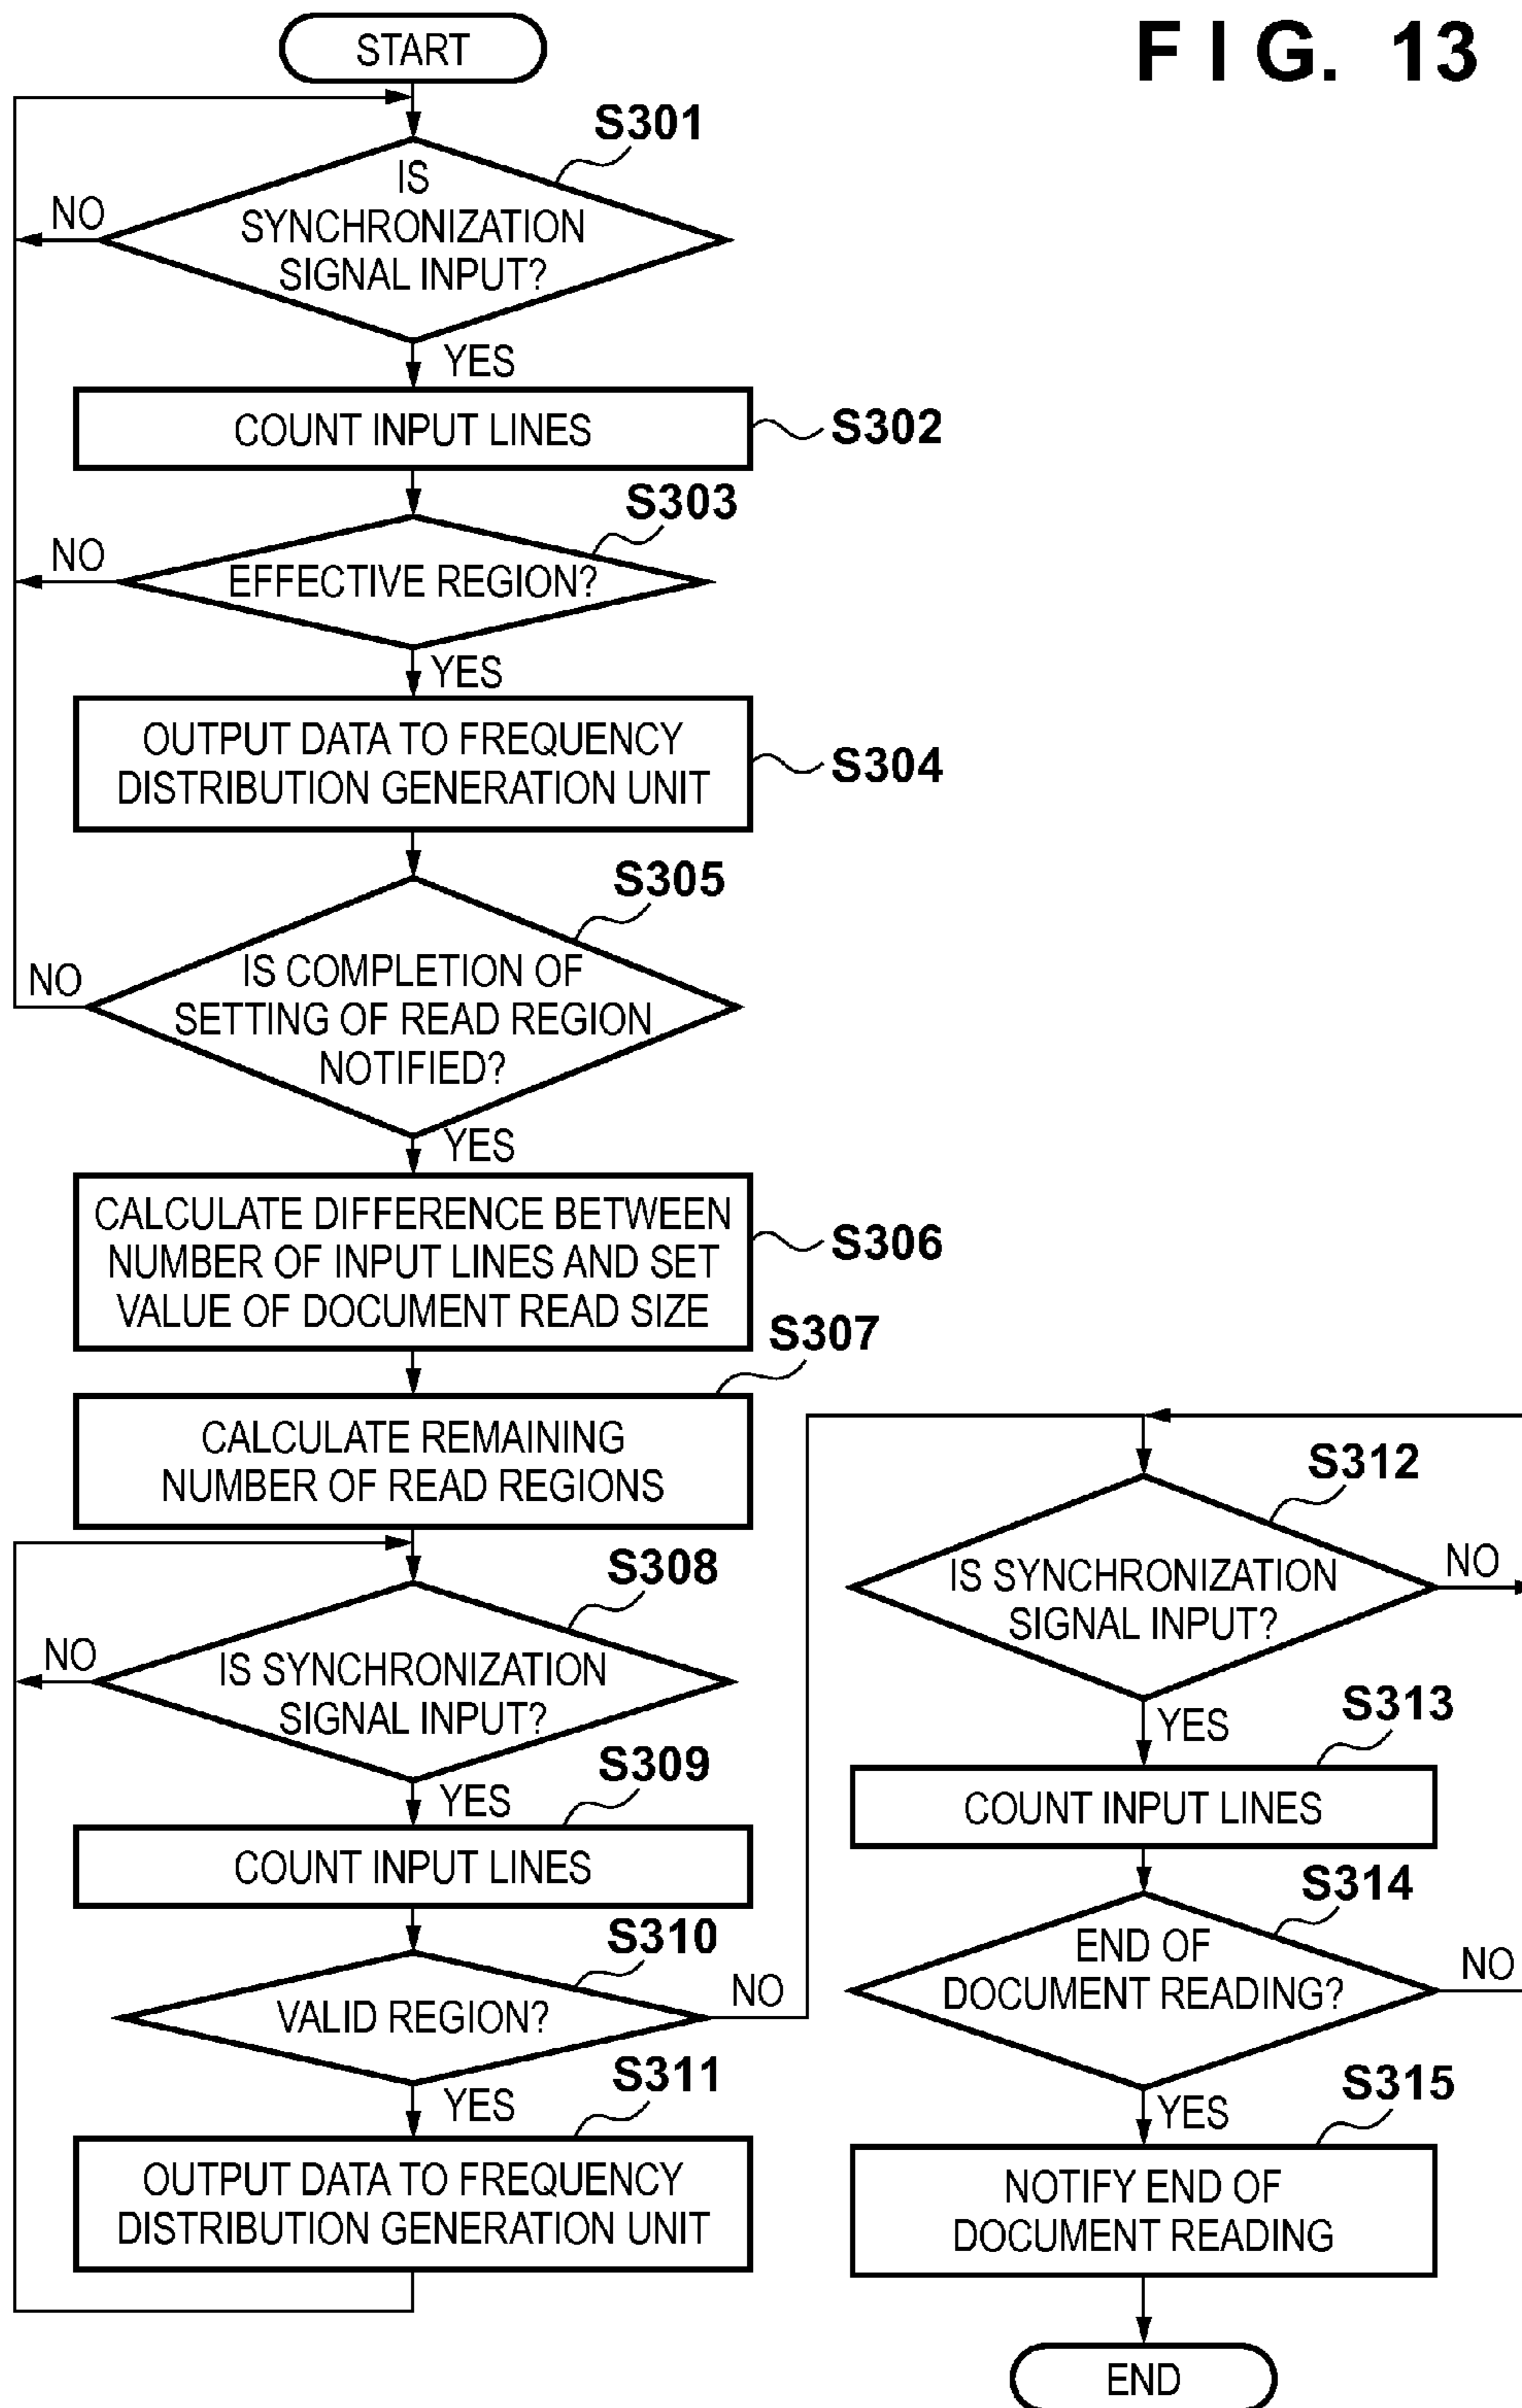 FIG. 13
START
S301
IS
SYNCHRONIZATION
SIGNAL INPUT?
NO
YES
COUNT INPUT LINES
S302
S303
EFFECTIVE REGION?
NO
YES
OUTPUT DATA TO FREQUENCY
DISTRIBUTION GENERATION UNIT
S304
S305
IS COMPLETION OF
SETTING OF READ REGION
NOTIFIED?
NO
YES
CALCULATE DIFFERENCE BETWEEN
NUMBER OF INPUT LINES AND SET
VALUE OF DOCUMENT READ SIZE
S306
S307
CALCULATE REMAINING
NUMBER OF READ REGIONS
S308
IS SYNCHRONIZATION
SIGNAL INPUT?
NO
YES
S309
COUNT INPUT LINES
S310
VALID REGION?
NO
YES
S311
OUTPUT DATA TO FREQUENCY
DISTRIBUTION GENERATION UNIT
S312
IS SYNCHRONIZATION
SIGNAL INPUT?
NO
YES
S313
COUNT INPUT LINES
S314
END OF
DOCUMENT READING?
NO
YES
S315
NOTIFY END OF
DOCUMENT READING
END